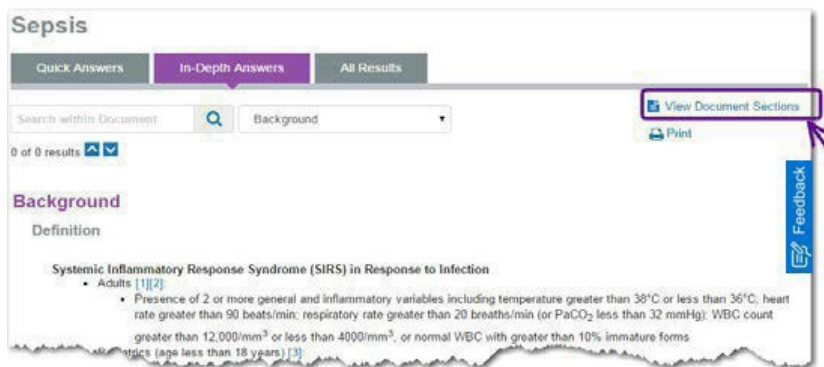 Sepsis
Quick Answers
In-Depth Answers
All Results
Search within Document
Background
View Document Sections
Print
0 of 0 results
Feedback
Background
Definition
Systemic Inflammatory Response Syndrome (SIRS) in Response to Infection
• Adults [1][2]:
• Presence of 2 or more general and inflammatory variables including temperature greater than 38°C or less than 36°C; heart
rate greater than 90 beats/min; respiratory rate greater than 20 breaths/min (or PaCO2 less than 32 mmHg); WBC count
greater than 12,000/mm3 or less than 4000/mm3, or normal WBC with greater than 10% immature forms
(age less than 18 years) [3]: